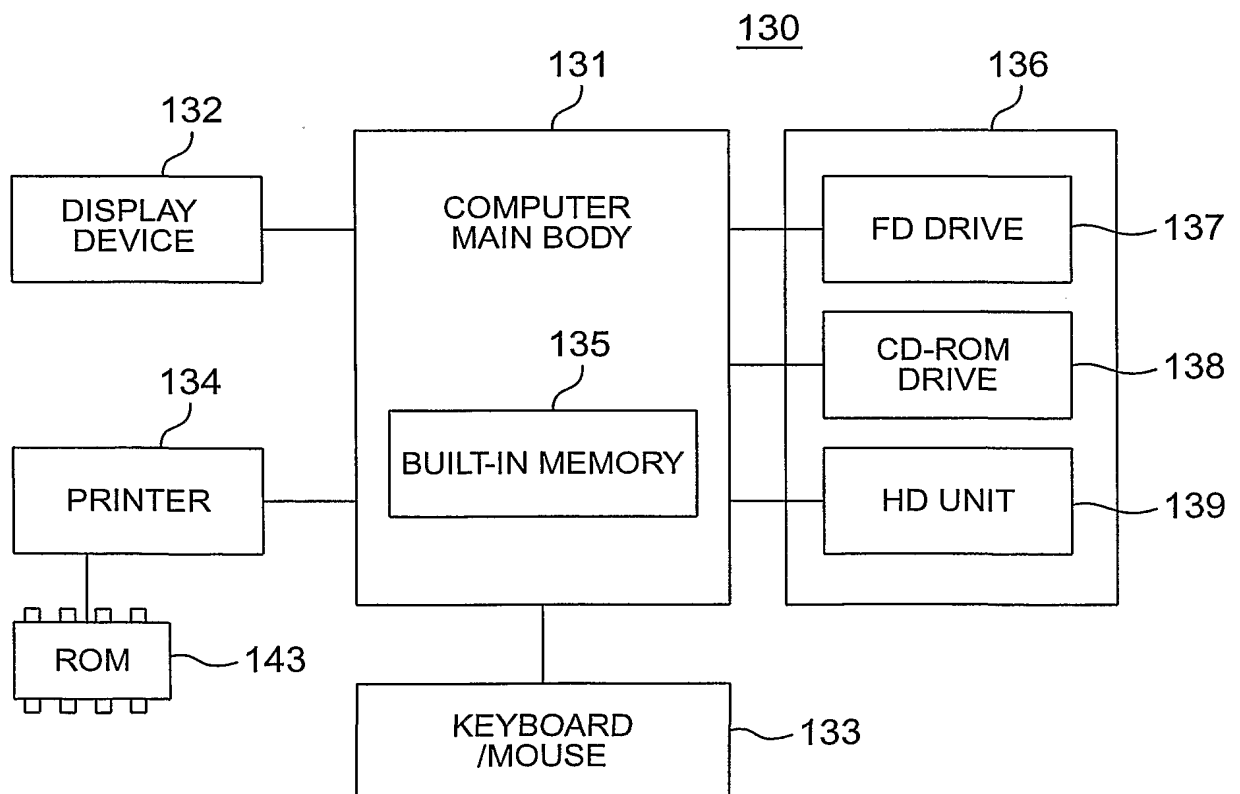 130
131
136
132
DISPLAY
DEVICE
COMPUTER
MAIN BODY
FD DRIVE
137
135
CD-ROM
DRIVE
138
134
BUILT-IN MEMORY
PRINTER
HD UNIT
139
ROM
143
KEYBOARD
/MOUSE
133